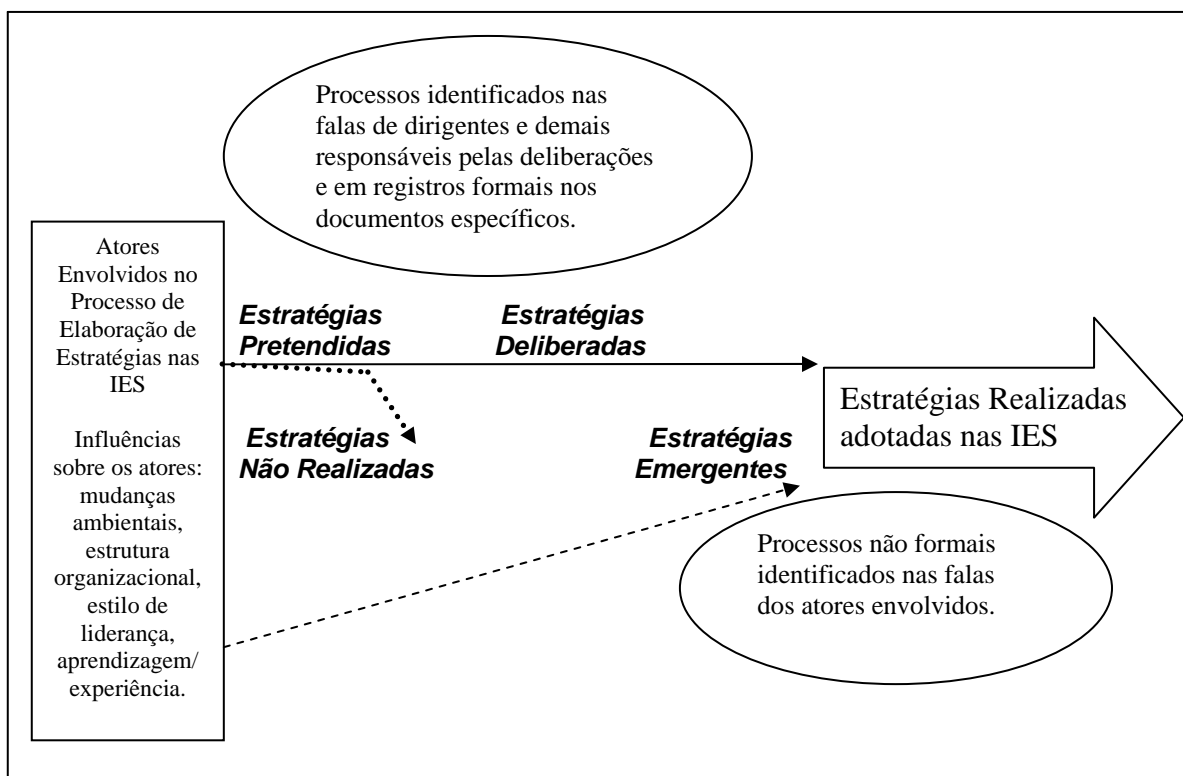 Processos identificados nas
falas de dirigentes e demais
responsáveis pelas deliberações
e em registros formais nos
documentos específicos.
Atores
Envolvidos no
Processo de
Elaboração de
Estratégias nas
IES
Influências
sobre os atores:
mudanças
ambientais,
estrutura
organizacional,
estilo de
liderança,
aprendizagem/
experiência.
Estratégias
Pretendidas
Estratégias
Deliberadas
Estratégias
Não Realizadas
Estratégias
Emergentes
Estratégias Realizadas
adotadas nas IES
Processos não formais
identificados nas falas
dos atores envolvidos.